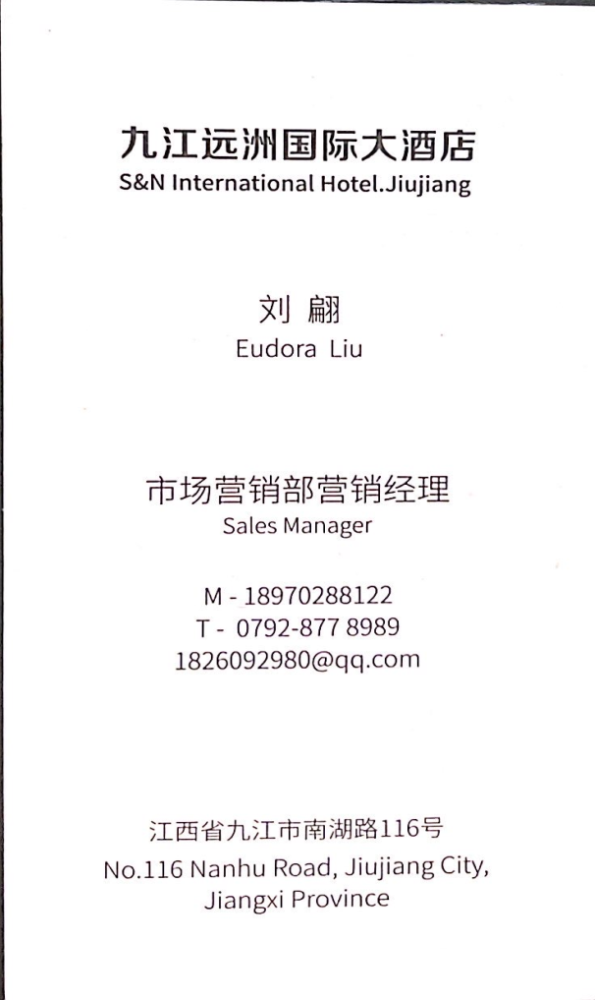 九江远洲国际大酒店
S&N International Hotel.Jiujiang
刘 翩
Eudora Liu
市场营销部营销经理
Sales Manager
M - 18970288122
T - 0792-877 8989
1826092980@qq.com
江西省九江市南湖路116号
No.116 Nanhu Road, Jiujiang City,
Jiangxi Province